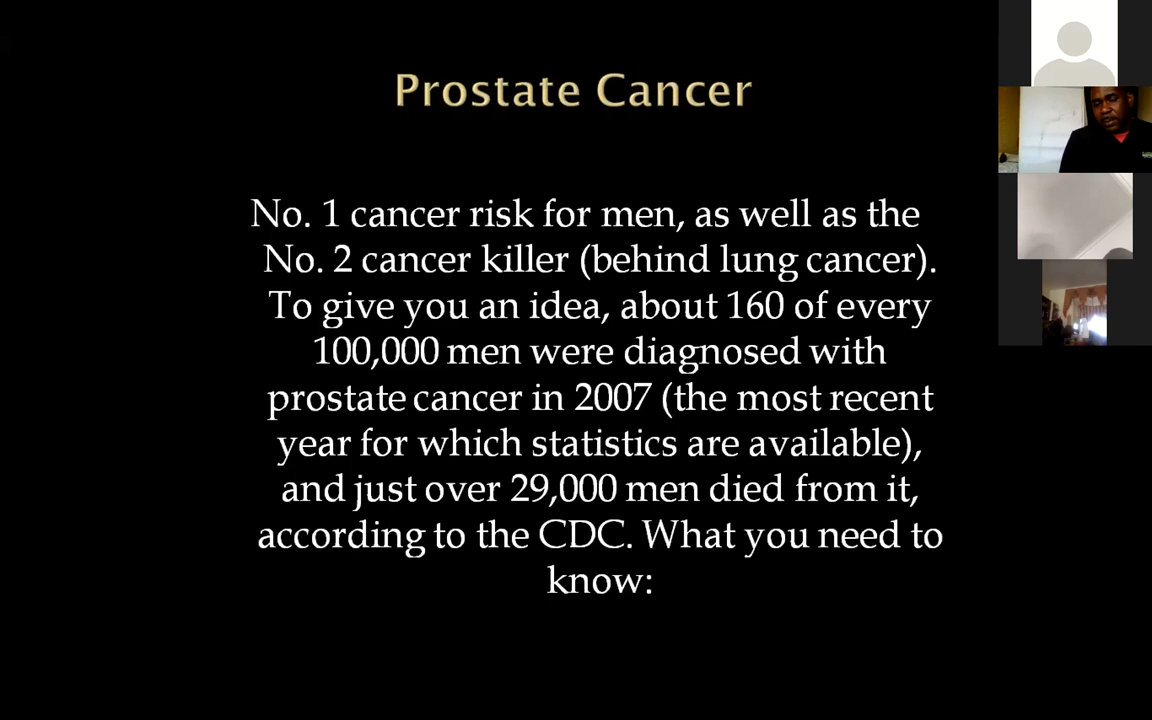 Prostate Cancer
No. 1 cancer risk for men, as well as the
No. 2 cancer killer (behind lung cancer).
To give you an idea, about 160 of every
100,000 men were diagnosed with
prostate cancer in 2007 (the most recent
year for which statistics are available),
and just over 29,000 men died from it,
according to the CDC. What you need to
know: